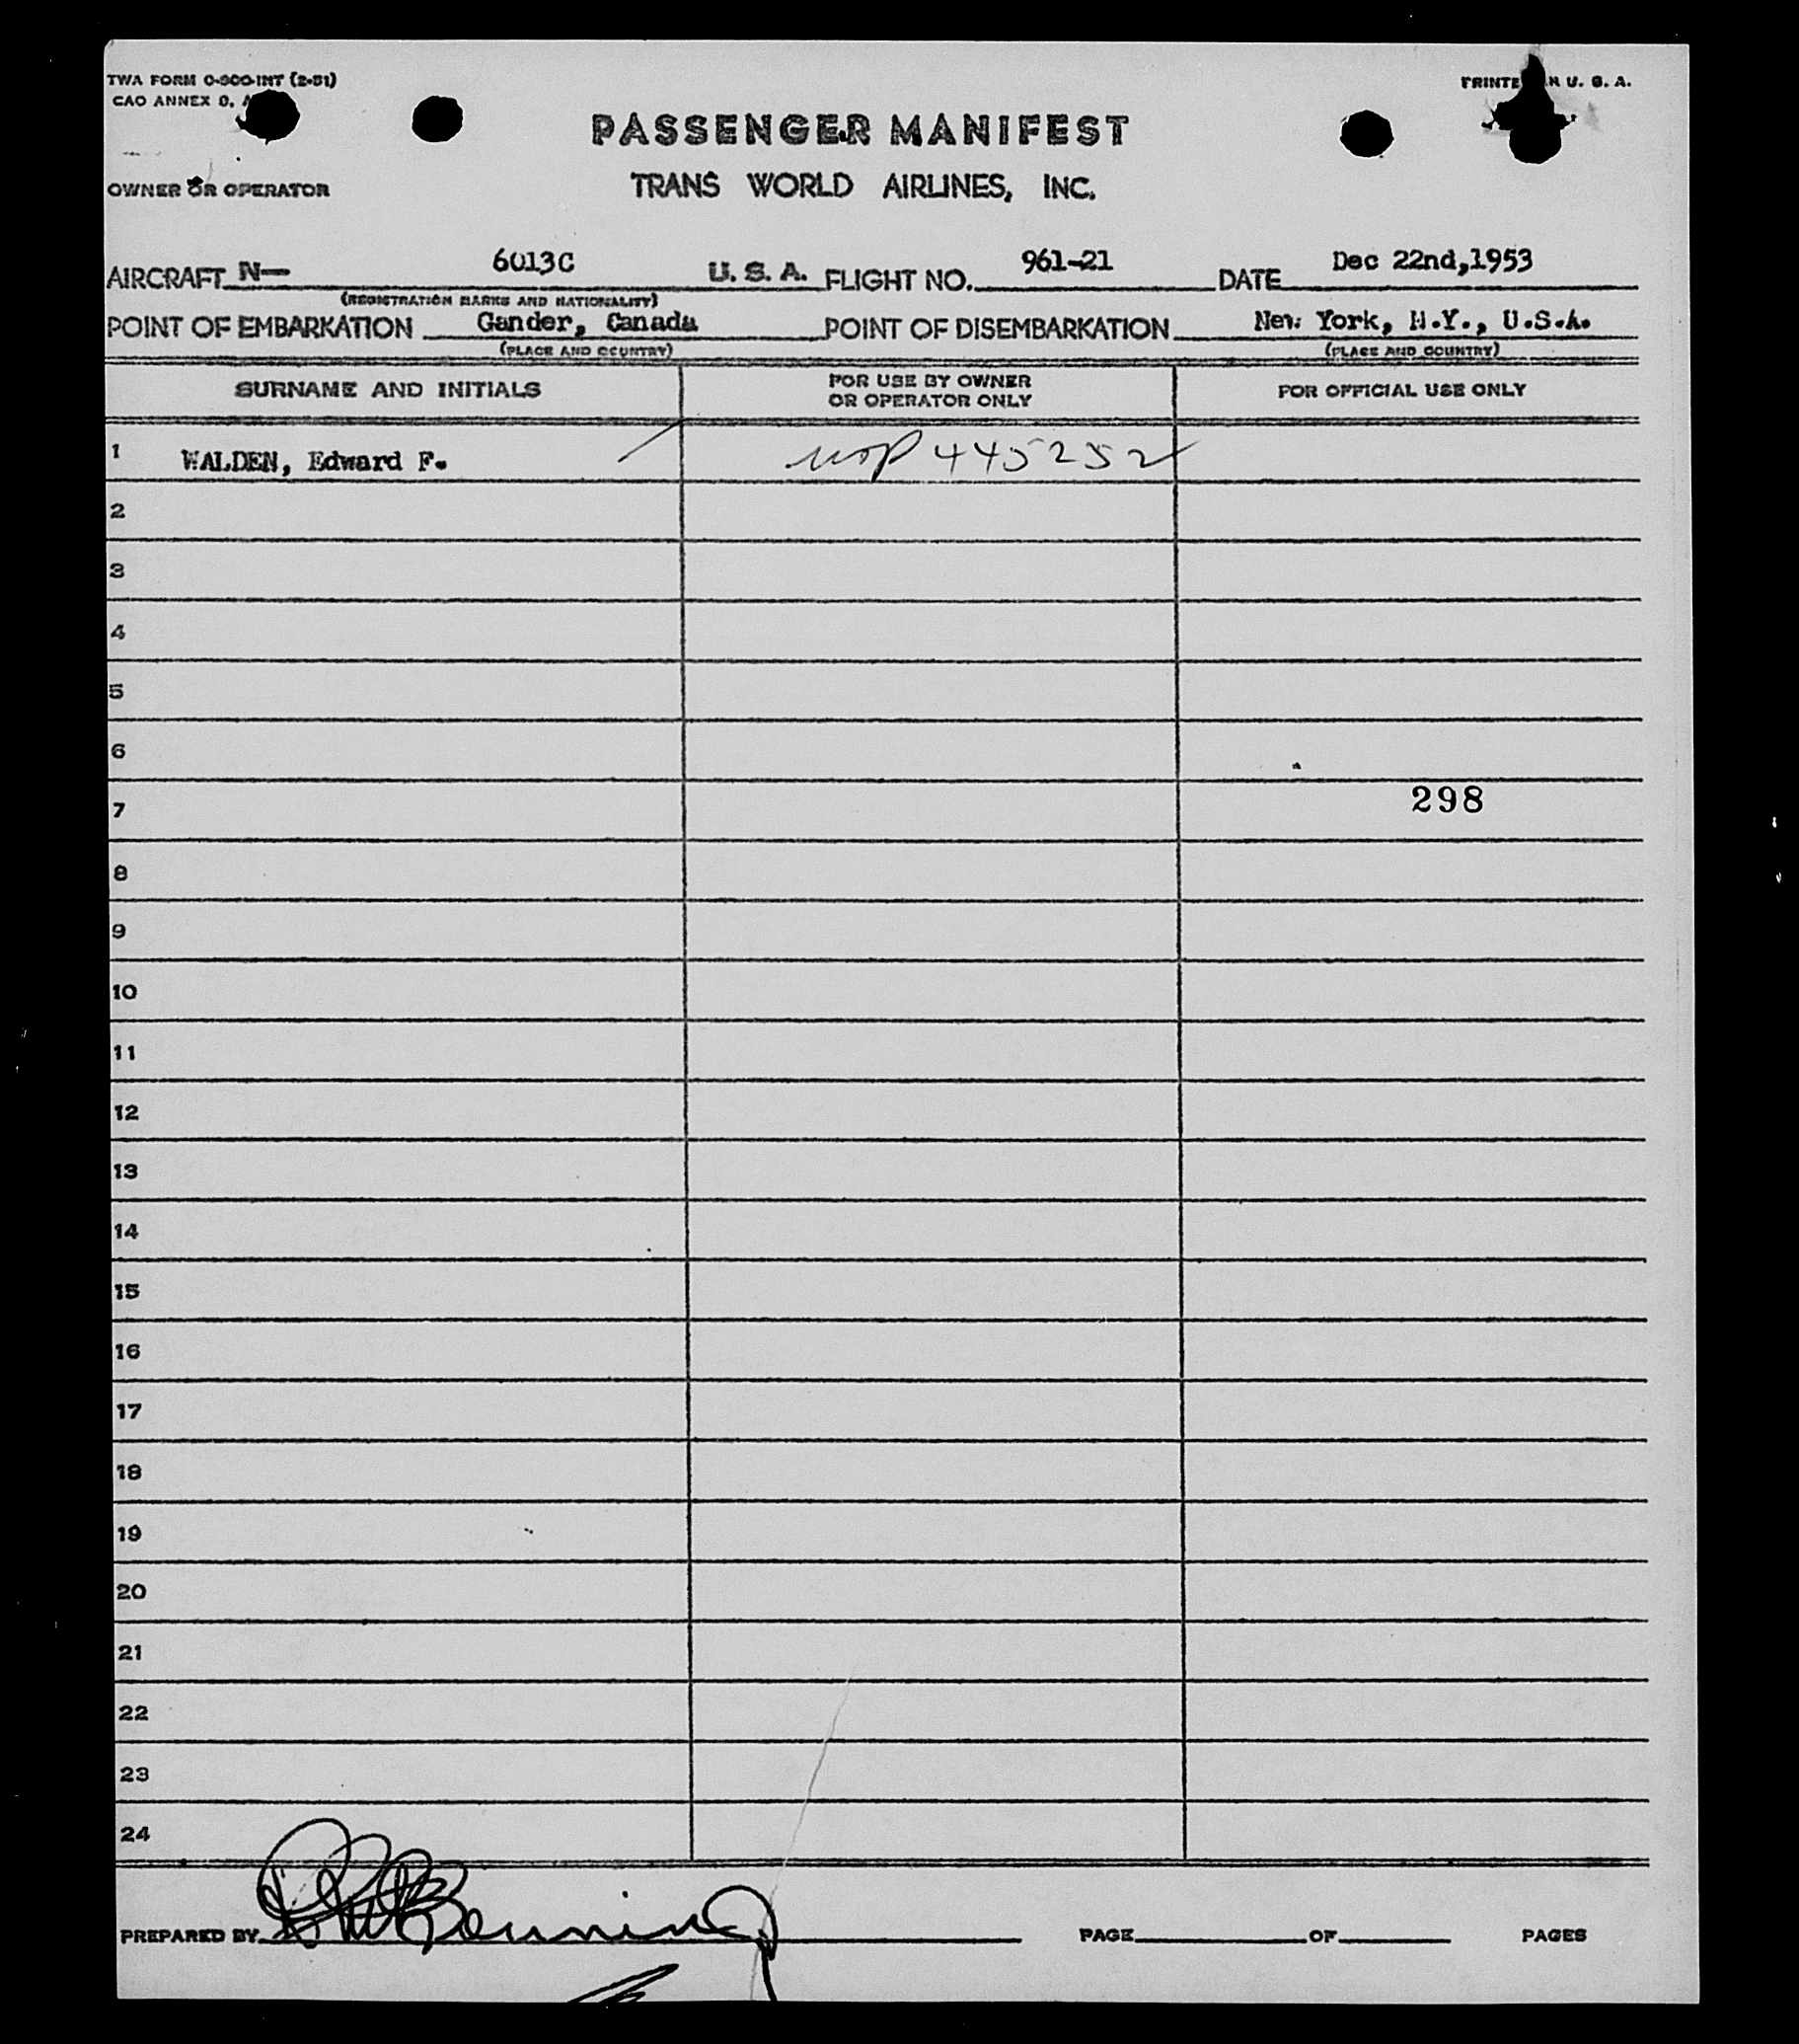 TWA FORM O-900-INT (2-51)
CAO ANNEX 9,
PRINTED IN U. S. A.
PASSENGER MANIFEST
OWNER OR OPERATOR
TRANS WORLD AIRLINES, INC.
AIRCRAFT N— 6013C U. S. A. FLIGHT NO. 961-21 DATE Dec 22nd,1953
(REGISTRATION MARKS AND NATIONALITY)
POINT OF EMBARKATION Gander, Canada POINT OF DISEMBARKATION New York, N.Y., U.S.A.
(PLACE AND COUNTRY) (PLACE AND COUNTRY)
SURNAME AND INITIALS
FOR USE BY OWNER
OR OPERATOR ONLY
FOR OFFICIAL USE ONLY
1 WALDEN, Edward F. 445252
2
3
4
5
6
7 298
8
9
10
11
12
13
14
15
16
17
18
19
20
21
22
23
24
PREPARED BY PAGE OF PAGES